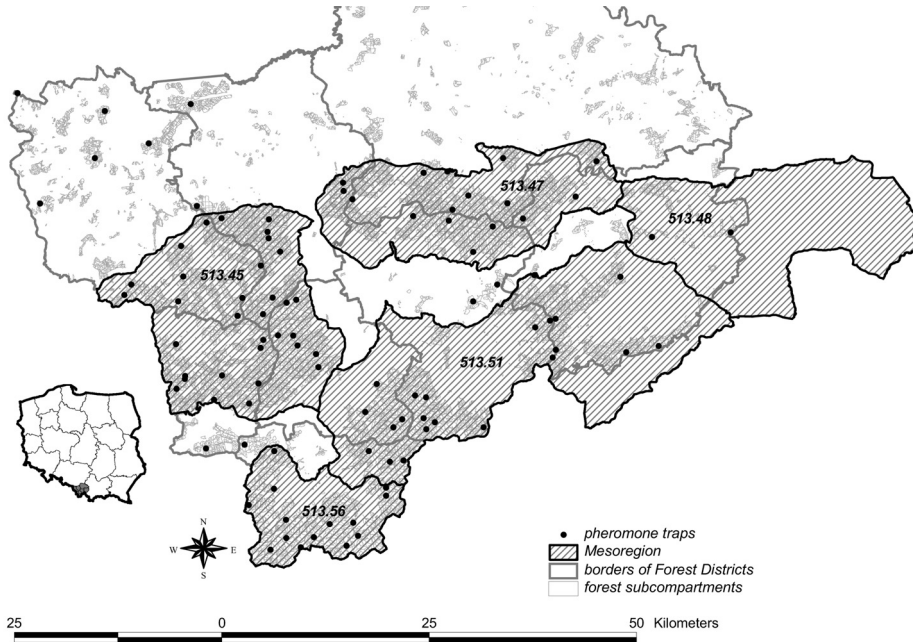 513.47
513.48
513.45
513.51
513.56
N
W E
S
pheromone traps
Mesoregion
borders of Forest Districts
forest subcompartments
25 0 25 50 Kilometers